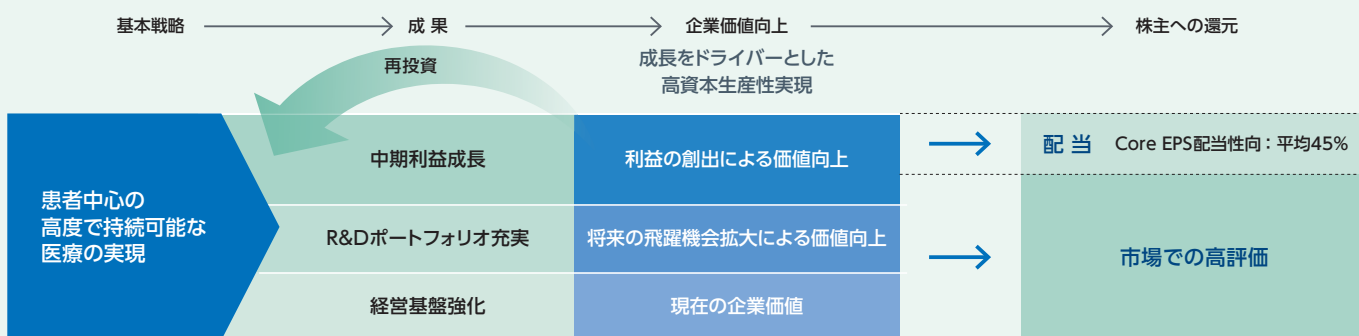 基本戦略
成 果
企業価値向上
株主への還元
再投資
成長をドライバーとした
高資本生産性実現
患者中心の
高度で持続可能な
医療の実現
中期利益成長
利益の創出による価値向上
配 当 Core EPS配当性向：平均45%
R&Dポートフォリオ充実
将来の飛躍機会拡大による価値向上
市場での高評価
経営基盤強化
現在の企業価値